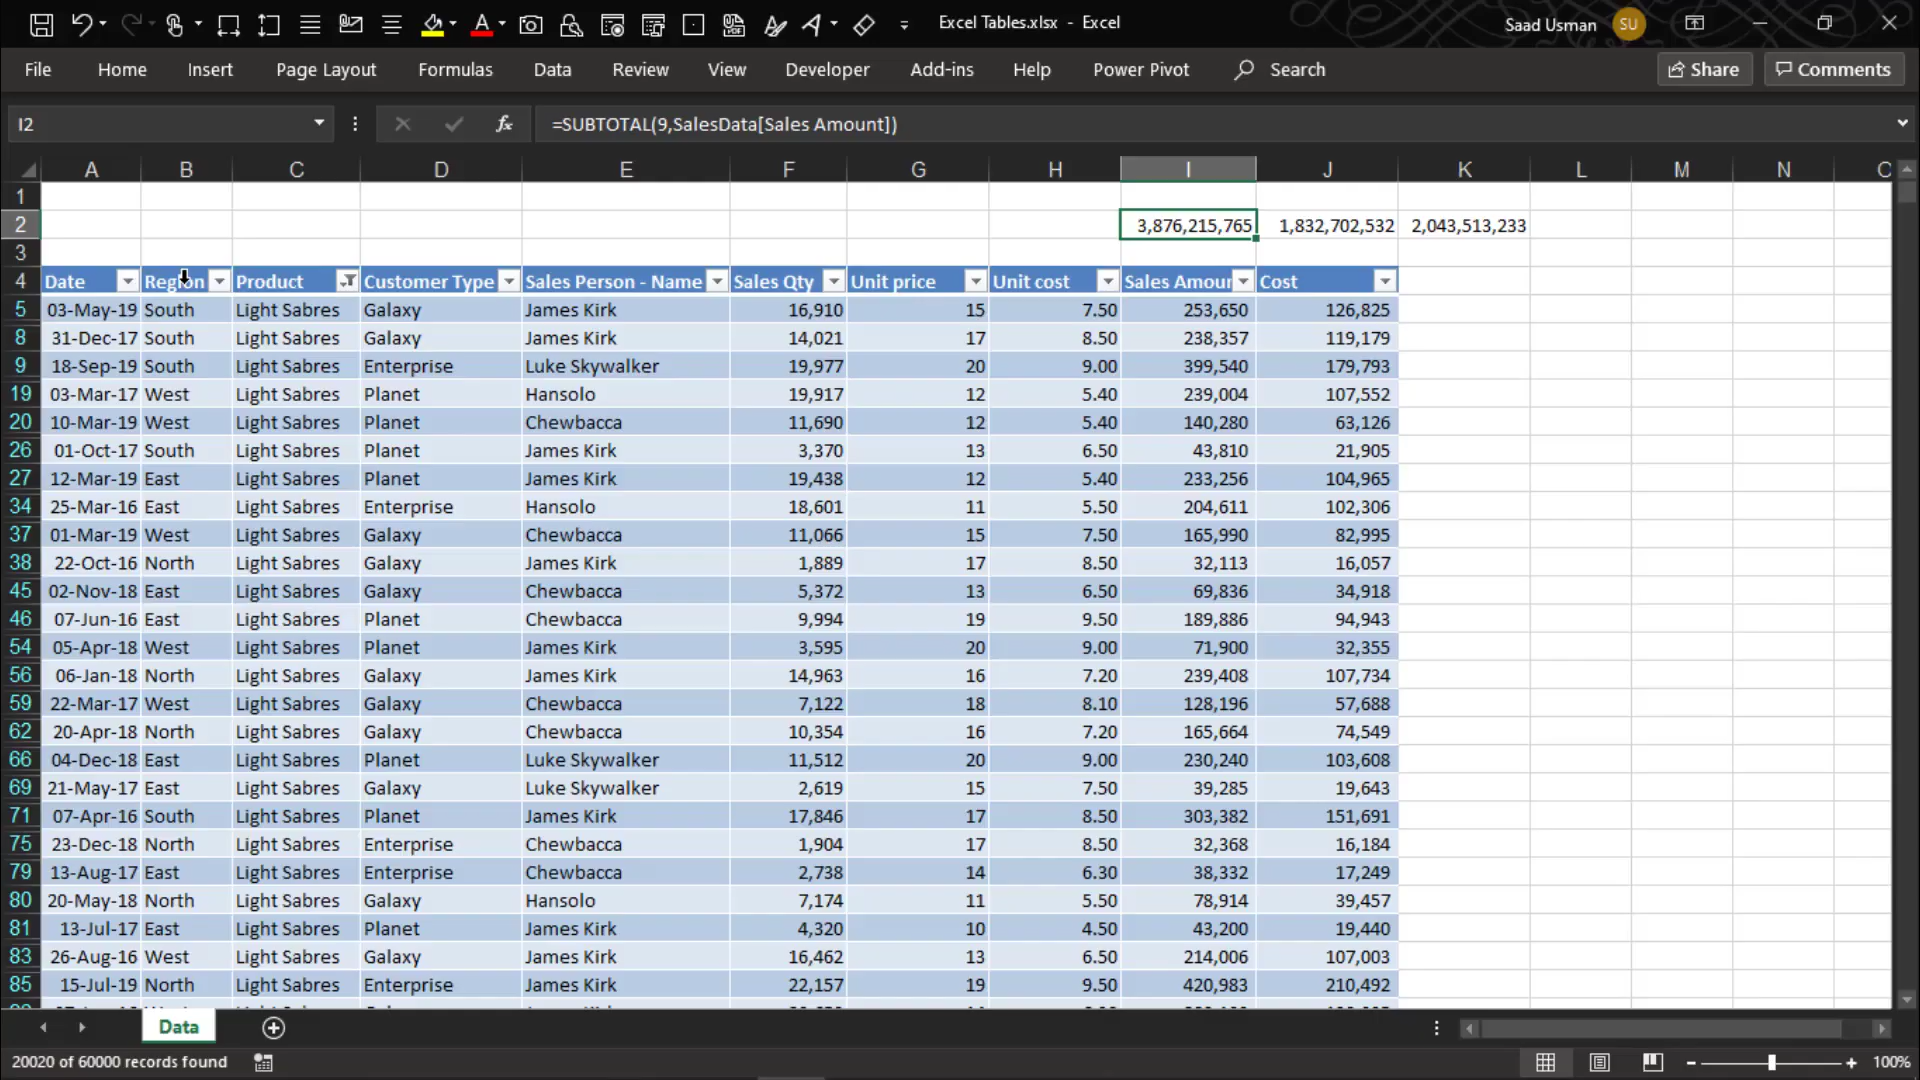 Excel Tables.xlsx - Excel
Saad Usman SU
File Home Insert Page Layout Formulas Data Review View Developer Add-ins Help Power Pivot Search Share Comments
I2 fx =SUBTOTAL(9,SalesData[Sales Amount])
A B C D E F G H I J K L M N
1
2 3,876,215,765 1,832,702,532 2,043,513,233
3
4 Date Region Product Customer Type Sales Person - Name Sales Qty Unit price Unit cost Sales Amour Cost
5 03-May-19 South Light Sabres Galaxy James Kirk 16,910 15 7.50 253,650 126,825
8 31-Dec-17 South Light Sabres Galaxy James Kirk 14,021 17 8.50 238,357 119,179
9 18-Sep-19 South Light Sabres Enterprise Luke Skywalker 19,977 20 9.00 399,540 179,793
19 03-Mar-17 West Light Sabres Planet Hansolo 19,917 12 5.40 239,004 107,552
20 10-Mar-19 West Light Sabres Planet Chewbacca 11,690 12 5.40 140,280 63,126
26 01-Oct-17 South Light Sabres Planet James Kirk 3,370 13 6.50 43,810 21,905
27 12-Mar-19 East Light Sabres Planet James Kirk 19,438 12 5.40 233,256 104,965
34 25-Mar-16 East Light Sabres Enterprise Hansolo 18,601 11 5.50 204,611 102,306
37 01-Mar-19 West Light Sabres Galaxy Chewbacca 11,066 15 7.50 165,990 82,995
38 22-Oct-16 North Light Sabres Galaxy James Kirk 1,889 17 8.50 32,113 16,057
45 02-Nov-18 East Light Sabres Galaxy Chewbacca 5,372 13 6.50 69,836 34,918
46 07-Jun-16 East Light Sabres Planet Chewbacca 9,994 19 9.50 189,886 94,943
54 05-Apr-18 West Light Sabres Planet James Kirk 3,595 20 9.00 71,900 32,355
56 06-Jan-18 North Light Sabres Galaxy James Kirk 14,963 16 7.20 239,408 107,734
59 22-Mar-17 West Light Sabres Galaxy Chewbacca 7,122 18 8.10 128,196 57,688
62 20-Apr-18 North Light Sabres Galaxy Chewbacca 10,354 16 7.20 165,664 74,549
66 04-Dec-18 East Light Sabres Planet Luke Skywalker 11,512 20 9.00 230,240 103,608
69 21-May-17 East Light Sabres Galaxy Luke Skywalker 2,619 15 7.50 39,285 19,643
71 07-Apr-16 South Light Sabres Planet James Kirk 17,846 17 8.50 303,382 151,691
75 23-Dec-18 North Light Sabres Enterprise Chewbacca 1,904 17 8.50 32,368 16,184
79 13-Aug-17 East Light Sabres Enterprise Chewbacca 2,738 14 6.30 38,332 17,249
80 20-May-18 North Light Sabres Galaxy Hansolo 7,174 11 5.50 78,914 39,457
81 13-Jul-17 East Light Sabres Planet James Kirk 4,320 10 4.50 43,200 19,440
83 26-Aug-16 West Light Sabres Galaxy James Kirk 16,462 13 6.50 214,006 107,003
85 15-Jul-19 North Light Sabres Enterprise James Kirk 22,157 19 9.50 420,983 210,492
Data
20020 of 60000 records found 100%